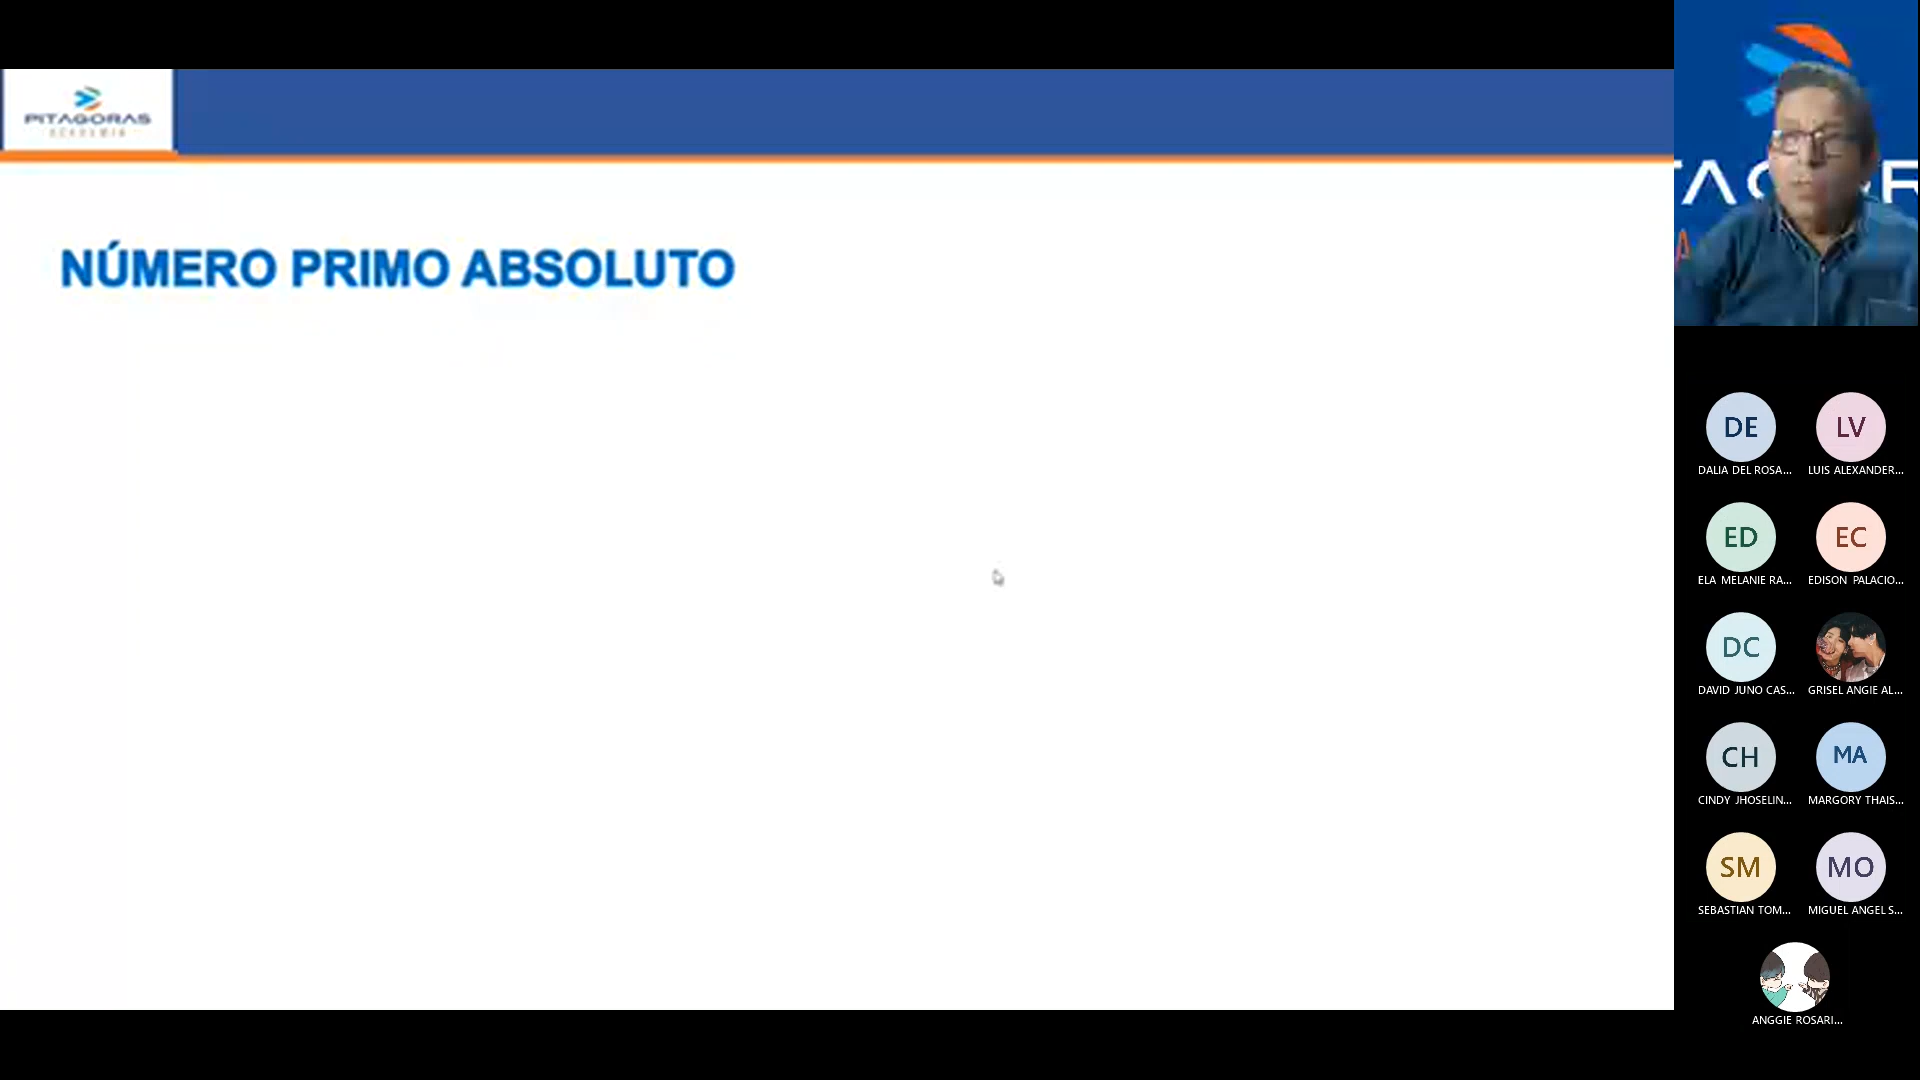 PITAGORAS
ACADEMIA
NÚMERO PRIMO ABSOLUTO
DE
LV
DALIA DEL ROSA...
LUIS ALEXANDER...
ED
EC
ELA MELANIE RA...
EDISON PALACIO...
DC
DAVID JUNO CAS...
GRISEL ANGIE AL...
CH
MA
CINDY JHOSELIN...
MARGORY THAIS...
SM
MO
SEBASTIAN TOM...
MIGUEL ANGEL S...
ANGGIE ROSARI...